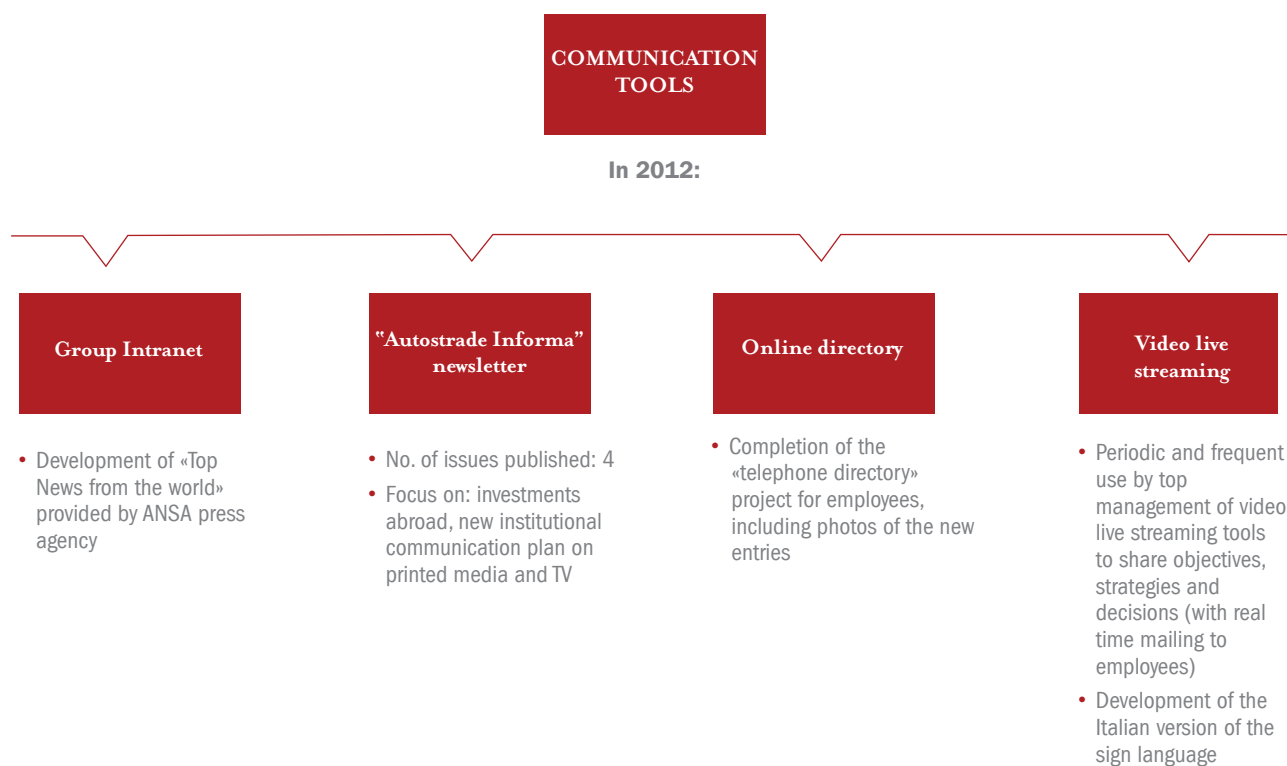 COMMUNICATION
TOOLS
In 2012:
Group Intranet
• Development of «Top
News from the world»
provided by ANSA press
agency
“Autostrade Informa”
newsletter
• No. of issues published: 4
• Focus on: investments
abroad, new institutional
communication plan on
printed media and TV
Online directory
• Completion of the
«telephone directory»
project for employees,
including photos of the new
entries
Video live
streaming
• Periodic and frequent
use by top
management of video
live streaming tools
to share objectives,
strategies and
decisions (with real
time mailing to
employees)
• Development of the
Italian version of the
sign language